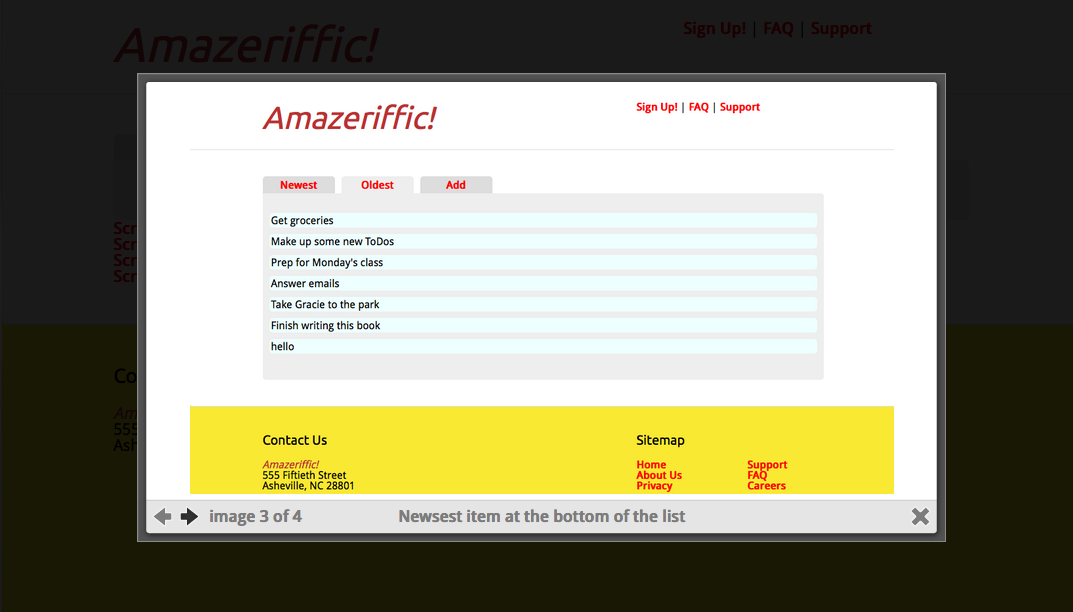 Amazeriffic!
Sign Up! | FAQ | Support
Amazeriffic!
Sign Up! | FAQ | Support
Newest Oldest Add
Get groceries
Make up some new ToDos
Prep for Monday's class
Answer emails
Take Gracie to the park
Finish writing this book
hello
Scr
Scr
Scr
Scr
Co
Am
555
Ash
Contact Us
Amazeriffic!
555 Fiftieth Street
Asheville, NC 28801
Sitemap
Home Support
About Us FAQ
Privacy Careers
image 3 of 4 Newsest item at the bottom of the list